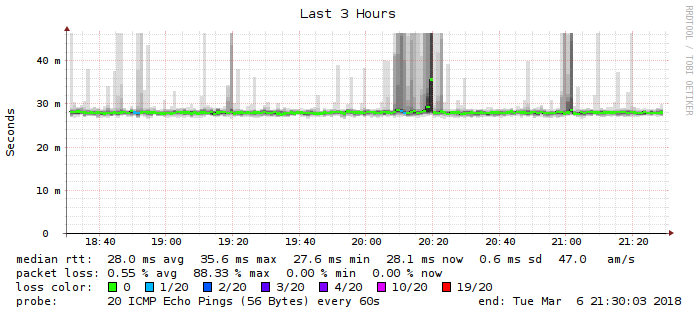 Last 3 Hours
RRDTOOL / TOBI OETIKER
Seconds
40 m
30 m
20 m
10 m
0
18:40 19:00 19:20 19:40 20:00 20:20 20:40 21:00 21:20
median rtt: 28.0 ms avg 35.6 ms max 27.6 ms min 28.1 ms now 0.6 ms sd 47.0 am/s
packet loss: 0.55 % avg 88.33 % max 0.00 % min 0.00 % now
loss color: 0 1/20 2/20 3/20 4/20 10/20 19/20
probe: 20 ICMP Echo Pings (56 Bytes) every 60s end: Tue Mar 6 21:30:03 2018